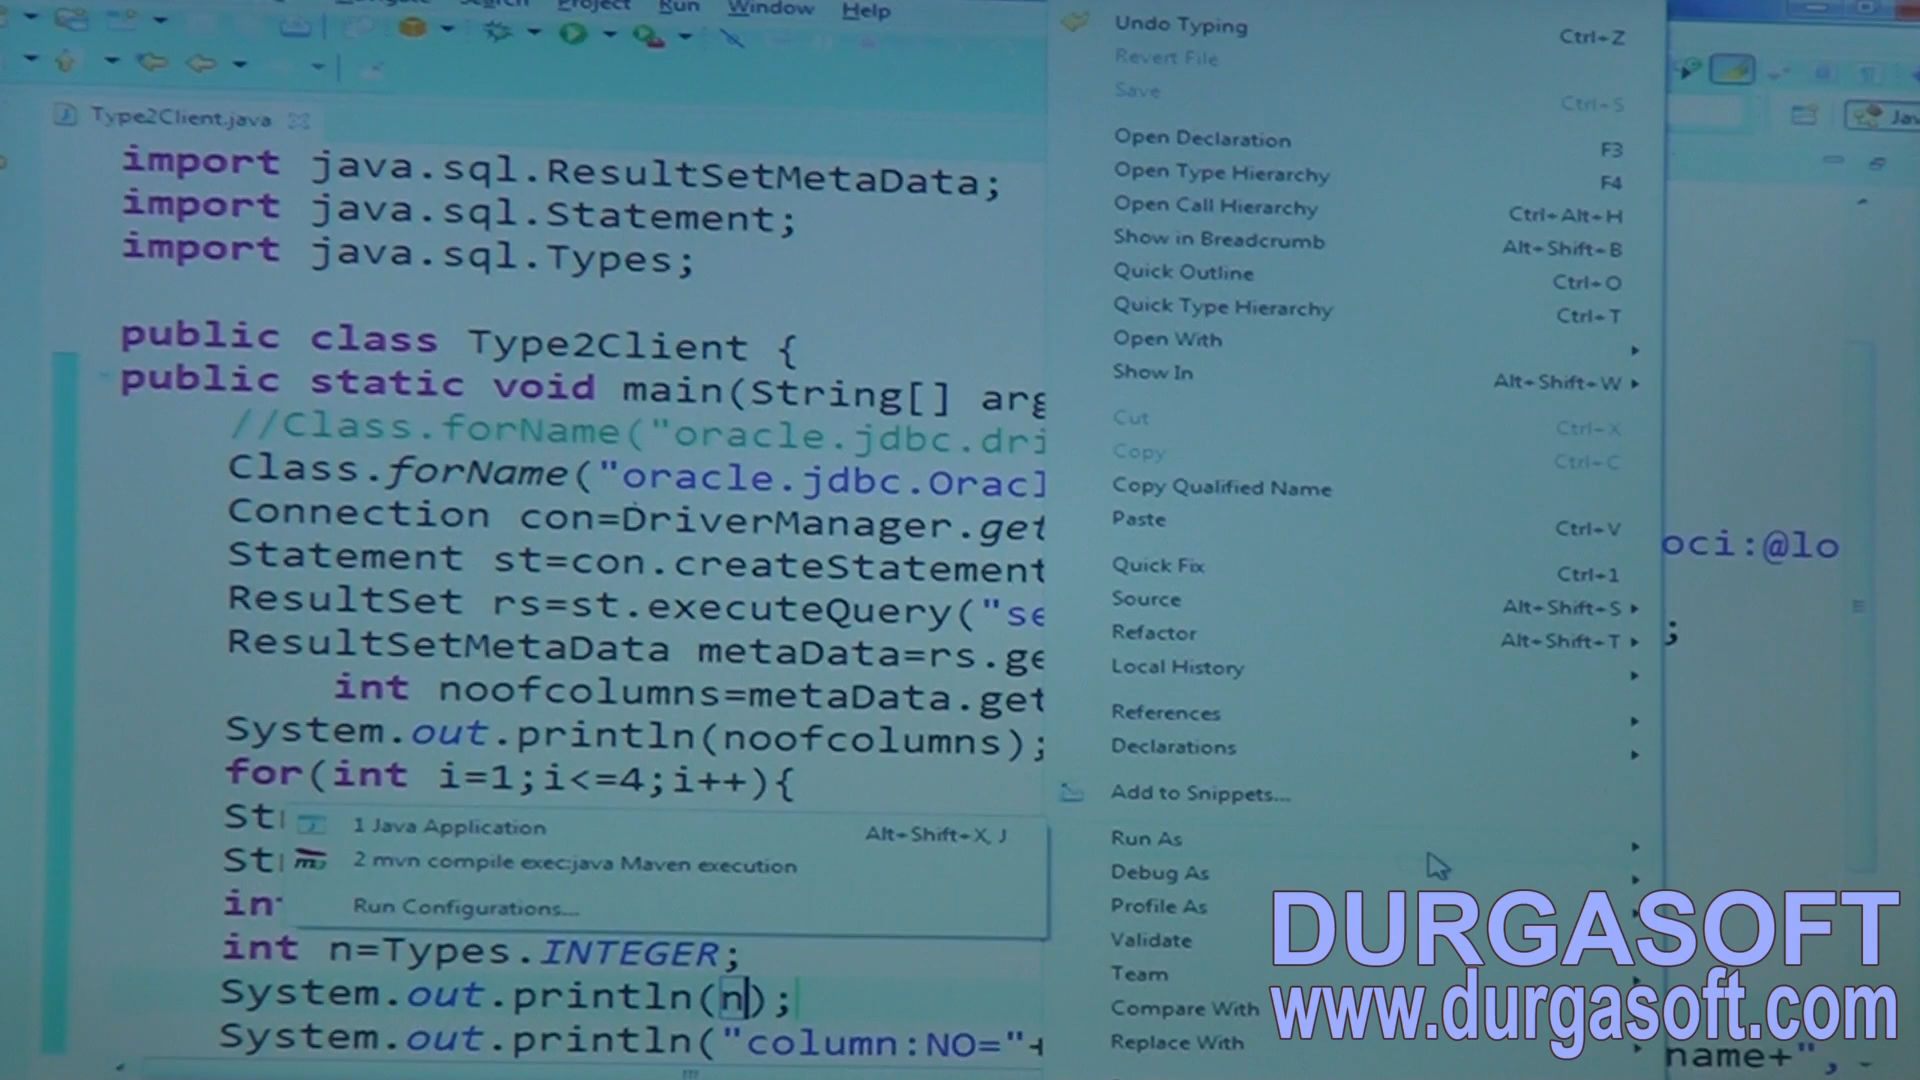 Search Project Run Window Help
Type2Client.java
import java.sql.ResultSetMetaData;
import java.sql.Statement;
import java.sql.Types;
public class Type2Client {
public static void main(String[] arg
//Class.forName("oracle.jdbc.dri
Class.forName("oracle.jdbc.Oracl
Connection con=DriverManager.get
oci:@lo
Statement st=con.createStatement
ResultSet rs=st.executeQuery("se
;
ResultSetMetaData metaData=rs.ge
int noofcolumns=metaData.get
System.out.println(noofcolumns);
for(int i=1;i<=4;i++){
St
St
in
int n=Types.INTEGER;
System.out.println(n);
System.out.println("column:NO="+
name+",
1 Java Application Alt+Shift+X, J
2 mvn compile exec:java Maven execution
Run Configurations...
Undo Typing Ctrl+Z
Revert File
Save Ctrl+S
Open Declaration F3
Open Type Hierarchy F4
Open Call Hierarchy Ctrl+Alt+H
Show in Breadcrumb Alt+Shift+B
Quick Outline Ctrl+O
Quick Type Hierarchy Ctrl+T
Open With
Show In Alt+Shift+W
Cut Ctrl+X
Copy Ctrl+C
Copy Qualified Name
Paste Ctrl+V
Quick Fix Ctrl+1
Source Alt+Shift+S
Refactor Alt+Shift+T
Local History
References
Declarations
Add to Snippets...
Run As
Debug As
Profile As
Validate
Team
Compare With
Replace With
Jav
DURGASOFT
www.durgasoft.com